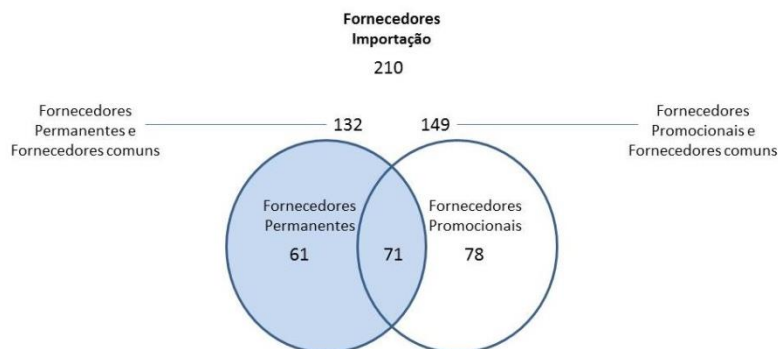 Fornecedores
Importação
210
Fornecedores
Permanentes e
Fornecedores comuns
132
149
Fornecedores
Promocionais e
Fornecedores comuns
Fornecedores
Permanentes
61
71
Fornecedores
Promocionais
78